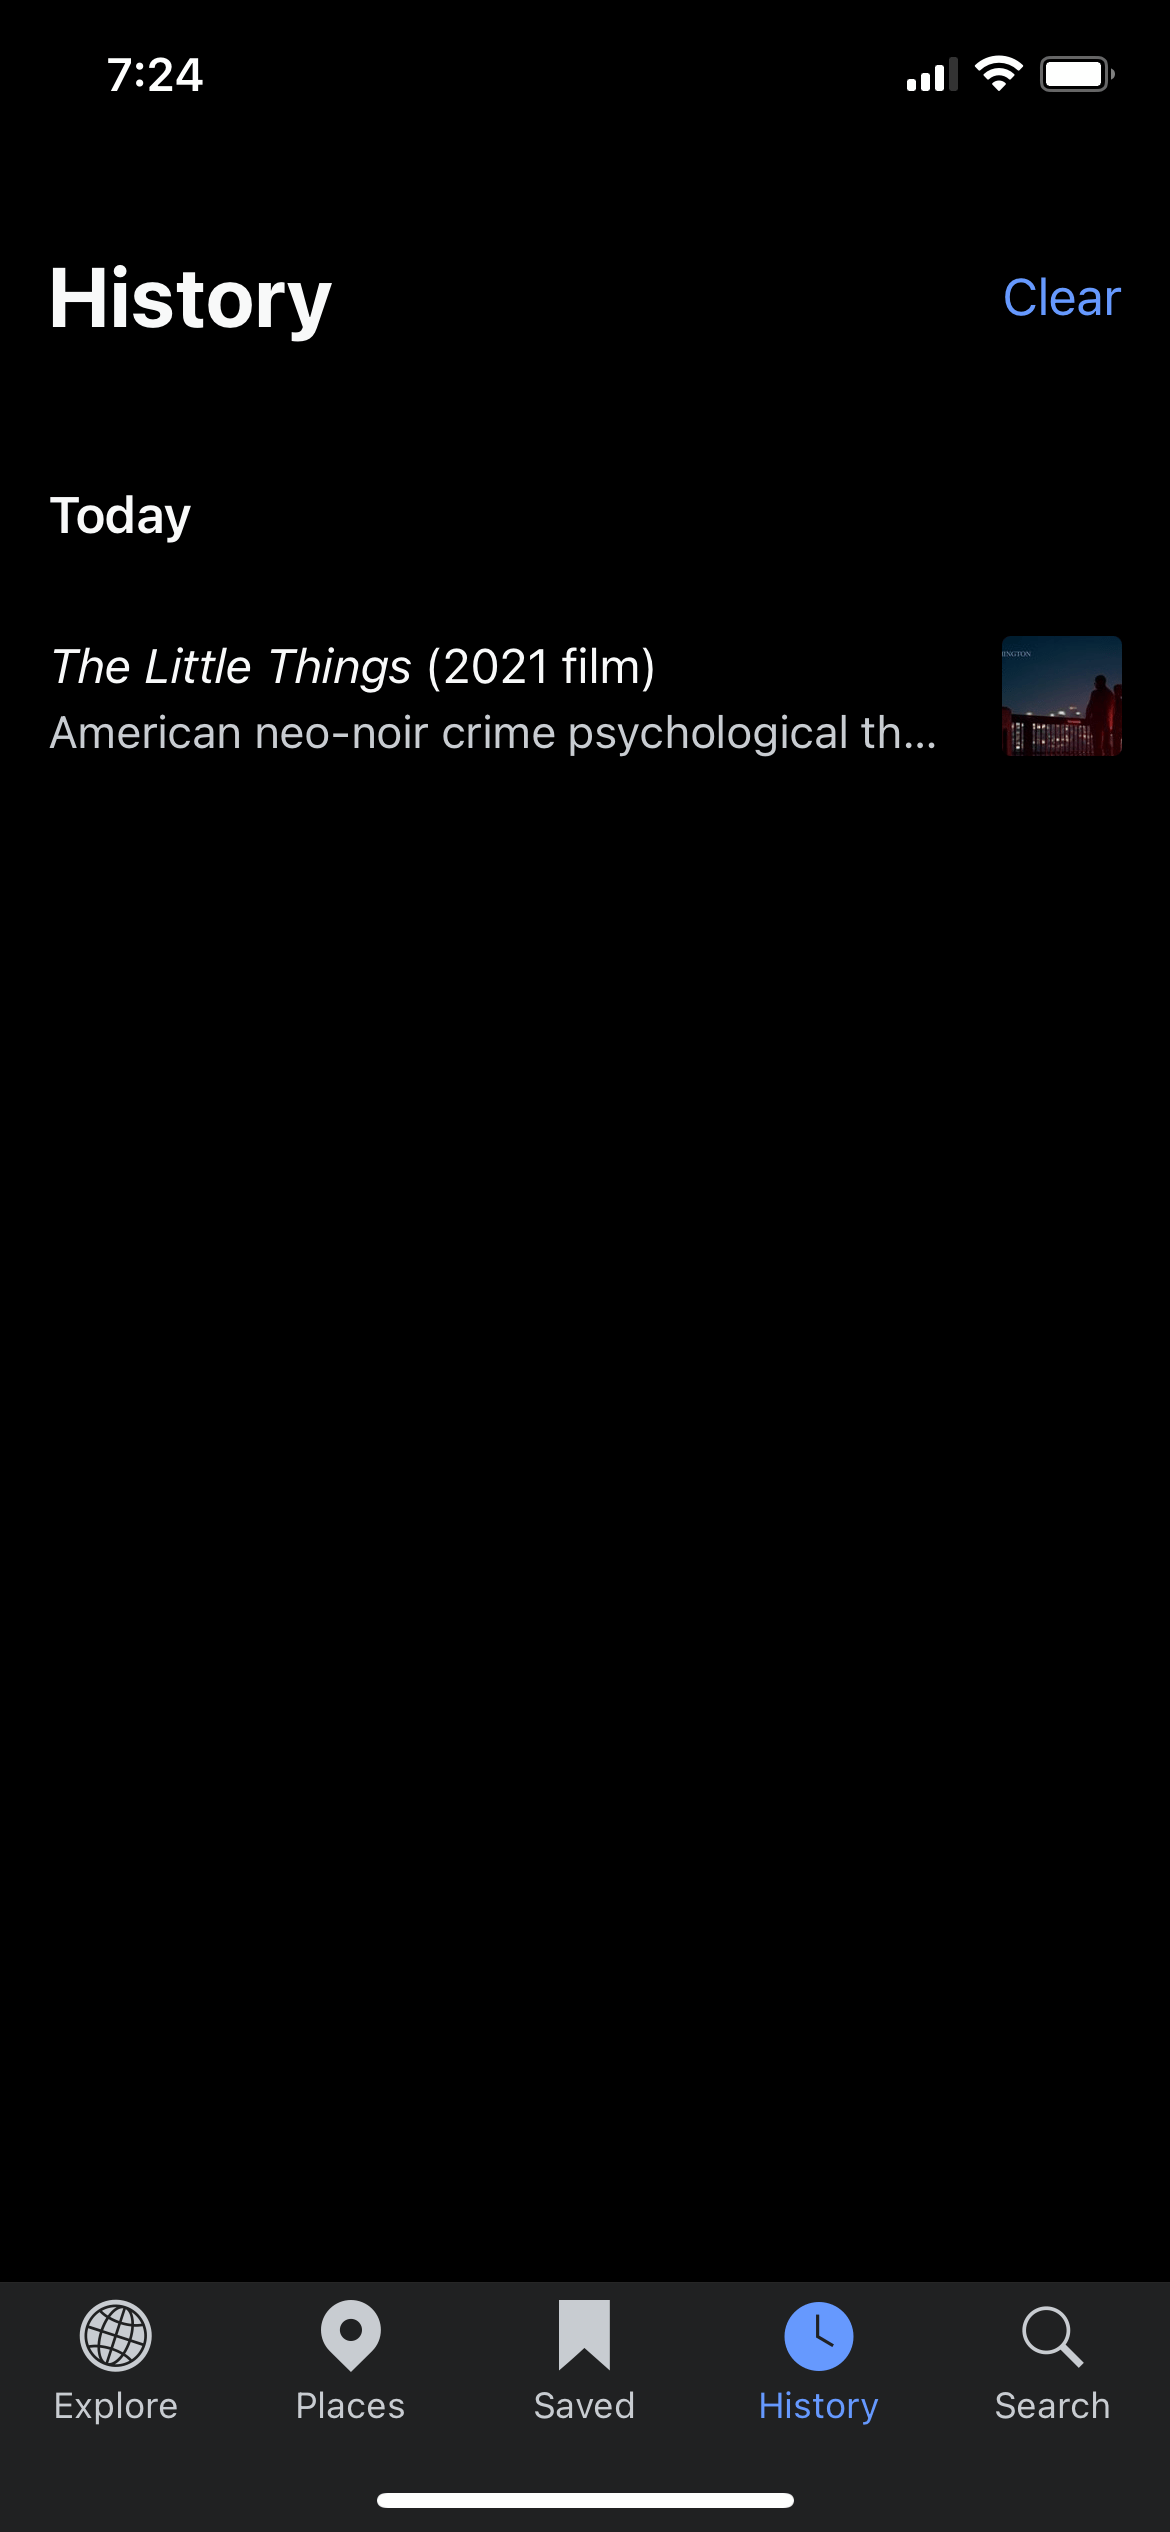 7:24
History
Clear
Today
The Little Things (2021 film)
American neo-noir crime psychological th...
INGTON
Explore
Places
Saved
History
Search